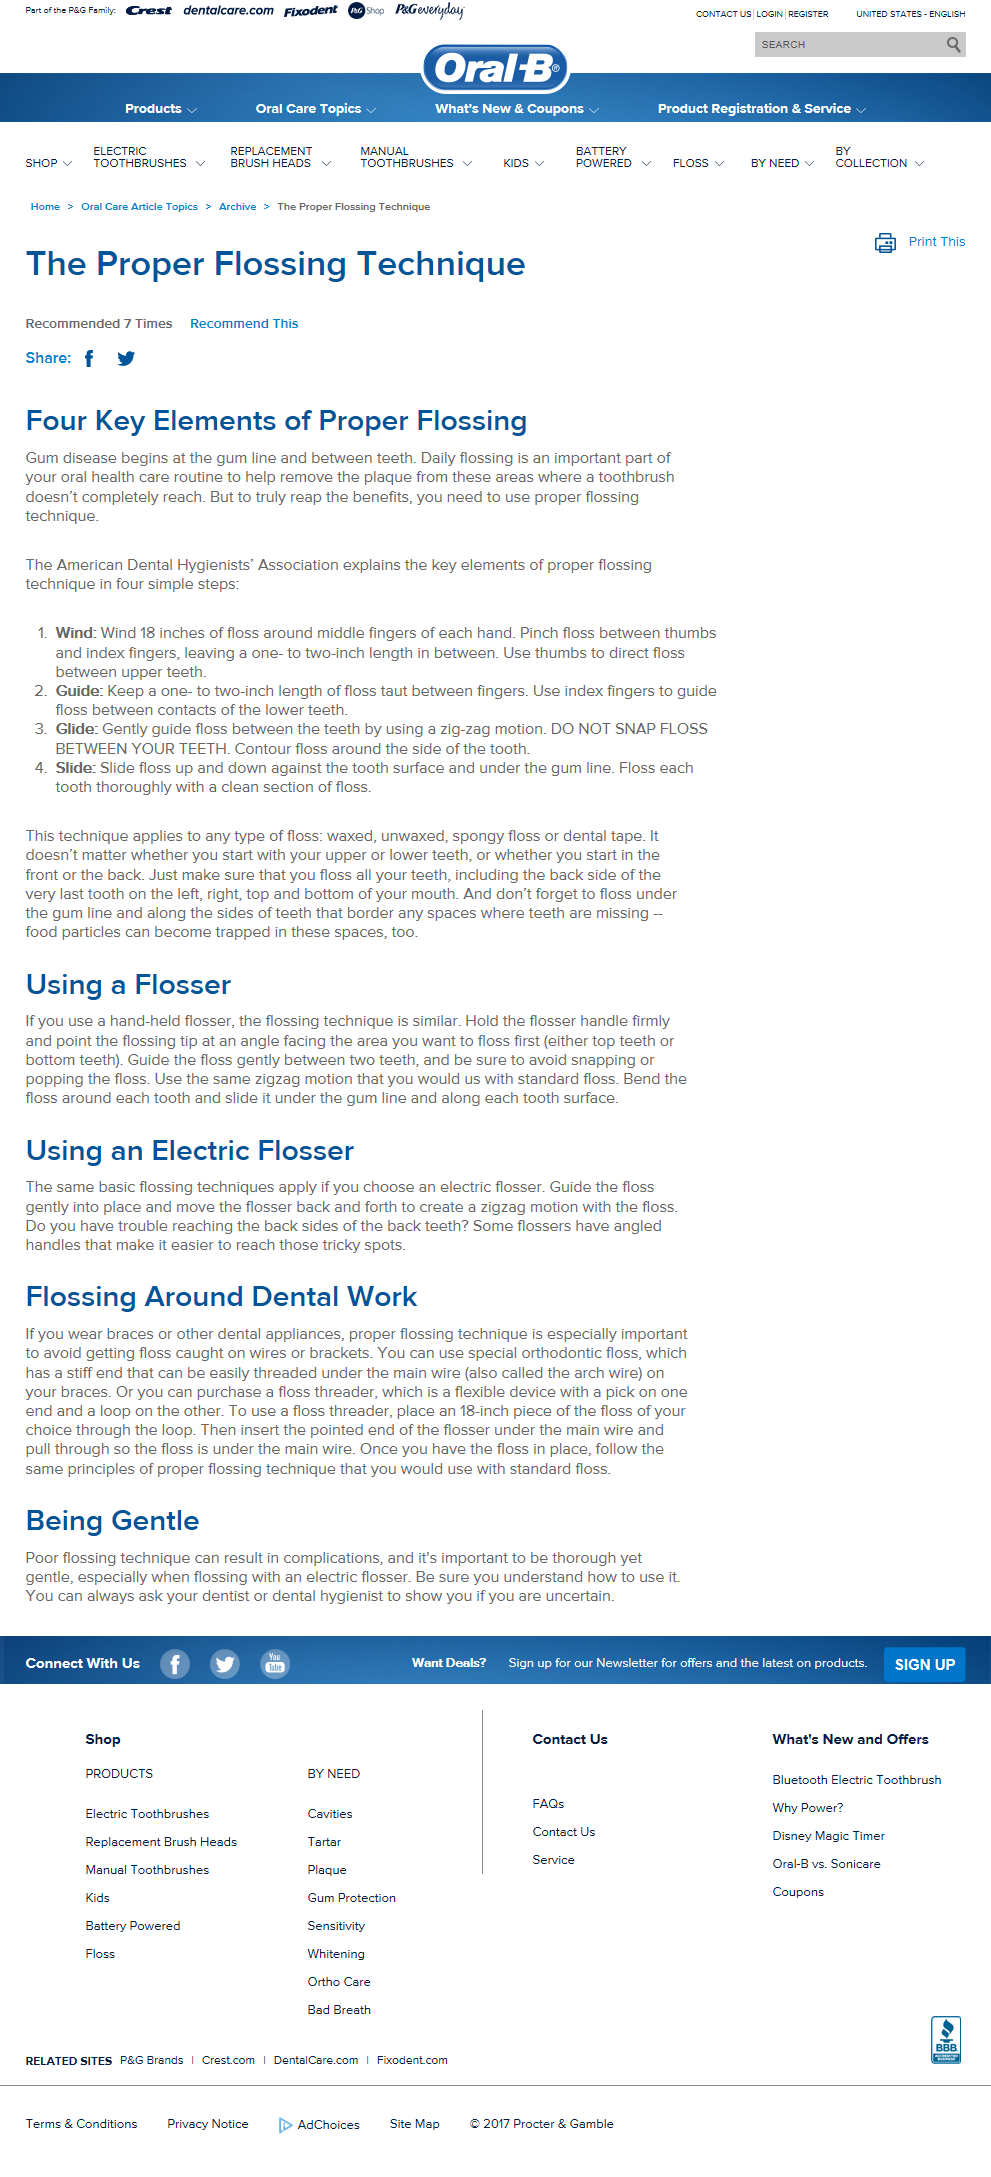 Part of the P&G Family: Crest dentalcare.com Fixodent P&G Shop P&G everyday
CONTACT US | LOGIN | REGISTER UNITED STATES - ENGLISH
SEARCH
Oral-B®
Products Oral Care Topics What's New & Coupons Product Registration & Service
SHOP ELECTRIC TOOTHBRUSHES REPLACEMENT BRUSH HEADS MANUAL TOOTHBRUSHES KIDS BATTERY POWERED FLOSS BY NEED BY COLLECTION
Home > Oral Care Article Topics > Archive > The Proper Flossing Technique
Print This
The Proper Flossing Technique
Recommended 7 Times Recommend This
Share:
Four Key Elements of Proper Flossing
Gum disease begins at the gum line and between teeth. Daily flossing is an important part of
your oral health care routine to help remove the plaque from these areas where a toothbrush
doesn’t completely reach. But to truly reap the benefits, you need to use proper flossing
technique.
The American Dental Hygienists’ Association explains the key elements of proper flossing
technique in four simple steps:
1. Wind: Wind 18 inches of floss around middle fingers of each hand. Pinch floss between thumbs
and index fingers, leaving a one- to two-inch length in between. Use thumbs to direct floss
between upper teeth.
2. Guide: Keep a one- to two-inch length of floss taut between fingers. Use index fingers to guide
floss between contacts of the lower teeth.
3. Glide: Gently guide floss between the teeth by using a zig-zag motion. DO NOT SNAP FLOSS
BETWEEN YOUR TEETH. Contour floss around the side of the tooth.
4. Slide: Slide floss up and down against the tooth surface and under the gum line. Floss each
tooth thoroughly with a clean section of floss.
This technique applies to any type of floss: waxed, unwaxed, spongy floss or dental tape. It
doesn’t matter whether you start with your upper or lower teeth, or whether you start in the
front or the back. Just make sure that you floss all your teeth, including the back side of the
very last tooth on the left, right, top and bottom of your mouth. And don’t forget to floss under
the gum line and along the sides of teeth that border any spaces where teeth are missing --
food particles can become trapped in these spaces, too.
Using a Flosser
If you use a hand-held flosser, the flossing technique is similar. Hold the flosser handle firmly
and point the flossing tip at an angle facing the area you want to floss first (either top teeth or
bottom teeth). Guide the floss gently between two teeth, and be sure to avoid snapping or
popping the floss. Use the same zigzag motion that you would us with standard floss. Bend the
floss around each tooth and slide it under the gum line and along each tooth surface.
Using an Electric Flosser
The same basic flossing techniques apply if you choose an electric flosser. Guide the floss
gently into place and move the flosser back and forth to create a zigzag motion with the floss.
Do you have trouble reaching the back sides of the back teeth? Some flossers have angled
handles that make it easier to reach those tricky spots.
Flossing Around Dental Work
If you wear braces or other dental appliances, proper flossing technique is especially important
to avoid getting floss caught on wires or brackets. You can use special orthodontic floss, which
has a stiff end that can be easily threaded under the main wire (also called the arch wire) on
your braces. Or you can purchase a floss threader, which is a flexible device with a pick on one
end and a loop on the other. To use a floss threader, place an 18-inch piece of the floss of your
choice through the loop. Then insert the pointed end of the flosser under the main wire and
pull through so the floss is under the main wire. Once you have the floss in place, follow the
same principles of proper flossing technique that you would use with standard floss.
Being Gentle
Poor flossing technique can result in complications, and it's important to be thorough yet
gentle, especially when flossing with an electric flosser. Be sure you understand how to use it.
You can always ask your dentist or dental hygienist to show you if you are uncertain.
Connect With Us You Tube Want Deals? Sign up for our Newsletter for offers and the latest on products. SIGN UP
Shop
PRODUCTS
Electric Toothbrushes
Replacement Brush Heads
Manual Toothbrushes
Kids
Battery Powered
Floss
BY NEED
Cavities
Tartar
Plaque
Gum Protection
Sensitivity
Whitening
Ortho Care
Bad Breath
Contact Us
FAQs
Contact Us
Service
What's New and Offers
Bluetooth Electric Toothbrush
Why Power?
Disney Magic Timer
Oral-B vs. Sonicare
Coupons
BBB
ACCREDITED
BUSINESS
RELATED SITES P&G Brands | Crest.com | DentalCare.com | Fixodent.com
Terms & Conditions Privacy Notice AdChoices Site Map © 2017 Procter & Gamble